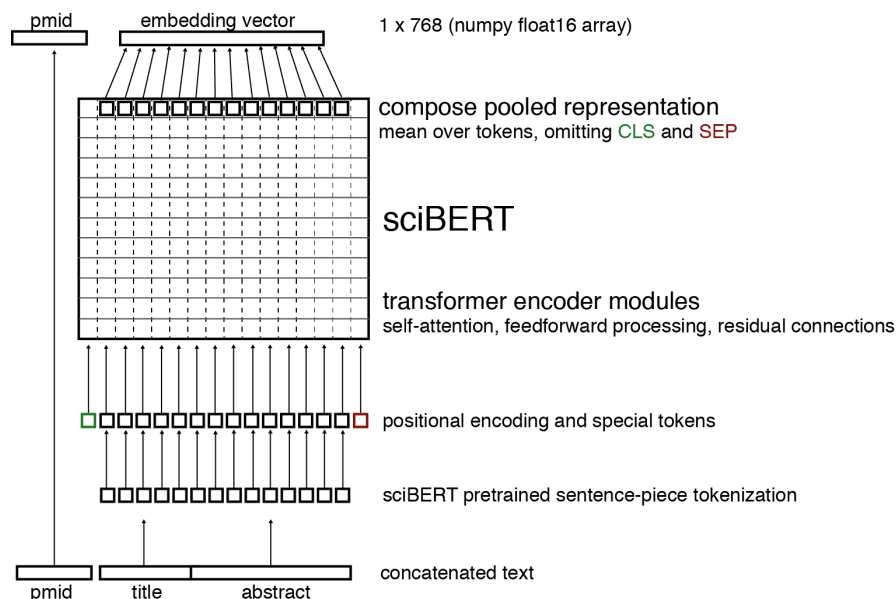 pmid
embedding vector
1 x 768 (numpy float16 array)
compose pooled representation
mean over tokens, omitting CLS and SEP
sciBERT
transformer encoder modules
self-attention, feedforward processing, residual connections
positional encoding and special tokens
sciBERT pretrained sentence-piece tokenization
concatenated text
pmid
title
abstract